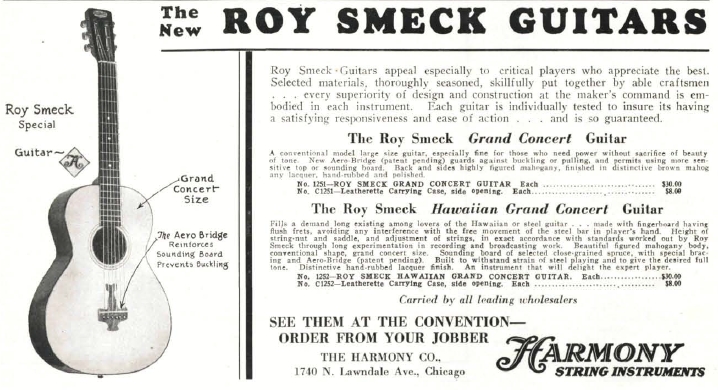 The New ROY SMECK GUITARS
Roy Smeck
Special
Guitar~
Grand
Concert
Size
The Aero Bridge
Reinforces
Sounding Board
Prevents Buckling
Roy Smeck Guitars appeal especially to critical players who appreciate the best.
Selected materials, thoroughly seasoned, skillfully put together by able craftsmen
. . . every superiority of design and construction at the maker's command is em-
bodied in each instrument. Each guitar is individually tested to insure its having
a satisfying responsiveness and ease of action . . . and is so guaranteed.
The Roy Smeck Grand Concert Guitar
A conventional model large size guitar, especially fine for those who need power without sacrifice of beauty
of tone. New Aero-Bridge (patent pending) guards against buckling or pulling, and permits using more sen-
sitive top or sounding board. Back and sides highly figured mahogany, finished in distinctive brown mahog
any lacquer, hand-rubbed and polished.
No. 1251—ROY SMECK GRAND CONCERT GUITAR Each $30.00
No. C1251—Leatherette Carrying Case, side opening. Each $8.00
The Roy Smeck Hawaiian Grand Concert Guitar
Fills a demand long existing among lovers of the Hawaiian or steel guitar . . . made with fingerboard having
flush frets, avoiding any interference with the free movement of the steel bar in player's hand. Height of
string-nut and saddle, and adjustment of strings, in exact accordance with standards worked out by Roy
Smeck through long experimentation in recording and broadcasting work. Beautiful figured mahogany body,
conventional shape, grand concert size. Sounding board of selected close-grained spruce, with special brac-
ing and Aero-Bridge (patent pending). Built to withstand strain of steel playing and to give the desired full
tone. Distinctive hand-rubbed lacquer finish. An instrument that will delight the expert player.
No. 1252—ROY SMECK HAWAIIAN GRAND CONCERT GUITAR. Each $30.00
No. C1252—Leatherette Carrying Case, side opening. Each $8.00
Carried by all leading wholesalers
SEE THEM AT THE CONVENTION—
ORDER FROM YOUR JOBBER
THE HARMONY CO.,
1740 N. Lawndale Ave., Chicago
HARMONY
STRING INSTRUMENTS